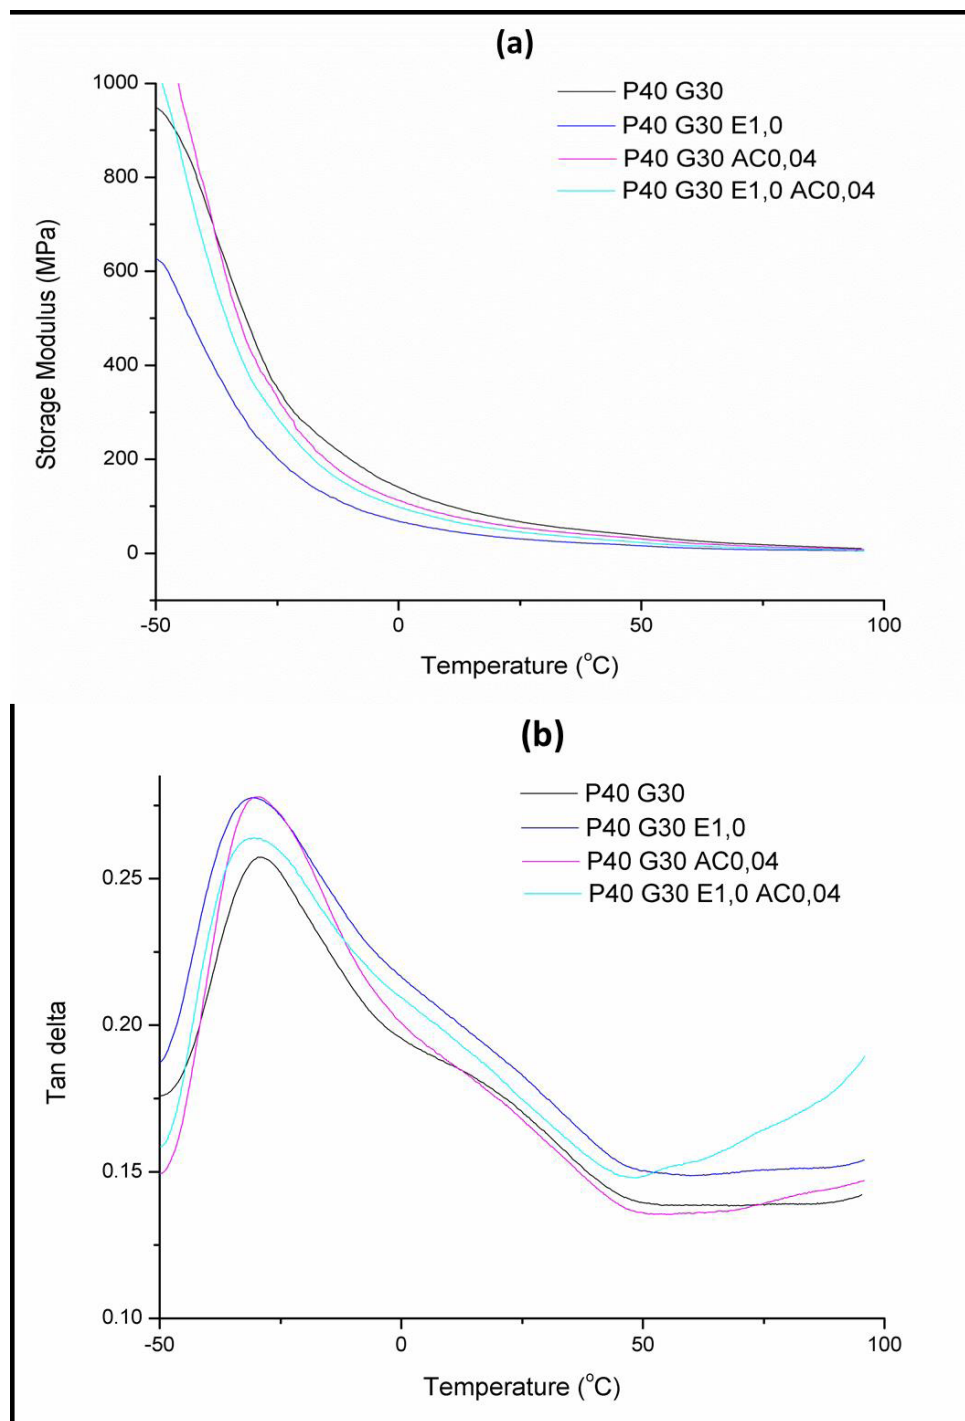 (a)
P40 G30
P40 G30 E1,0
P40 G30 AC0,04
P40 G30 E1,0 AC0,04
1000
800
600
400
200
0
Storage Modulus (MPa)
-50
0
50
100
Temperature (°C)
(b)
P40 G30
P40 G30 E1,0
P40 G30 AC0,04
P40 G30 E1,0 AC0,04
0.25
0.20
0.15
0.10
Tan delta
-50
0
50
100
Temperature (°C)